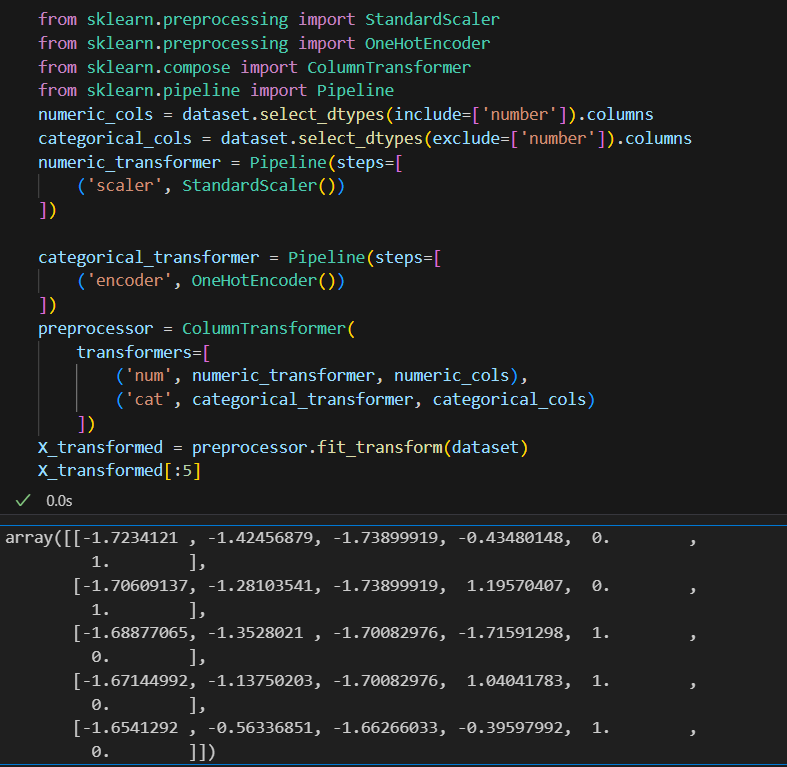 from sklearn.preprocessing import StandardScaler
from sklearn.preprocessing import OneHotEncoder
from sklearn.compose import ColumnTransformer
from sklearn.pipeline import Pipeline
numeric_cols = dataset.select_dtypes(include=['number']).columns
categorical_cols = dataset.select_dtypes(exclude=['number']).columns
numeric_transformer = Pipeline(steps=[
    ('scaler', StandardScaler())
])

categorical_transformer = Pipeline(steps=[
    ('encoder', OneHotEncoder())
])
preprocessor = ColumnTransformer(
    transformers=[
        ('num', numeric_transformer, numeric_cols),
        ('cat', categorical_transformer, categorical_cols)
    ])
X_transformed = preprocessor.fit_transform(dataset)
X_transformed[:5]
✓ 0.0s
array([[-1.7234121 , -1.42456879, -1.73899919, -0.43480148,  0.        ,
         1.        ],
       [-1.70609137, -1.28103541, -1.73899919,  1.19570407,  0.        ,
         1.        ],
       [-1.68877065, -1.3528021 , -1.70082976, -1.71591298,  1.        ,
         0.        ],
       [-1.67144992, -1.13750203, -1.70082976,  1.04041783,  1.        ,
         0.        ],
       [-1.6541292 , -0.56336851, -1.66266033, -0.39597992,  1.        ,
         0.        ]])